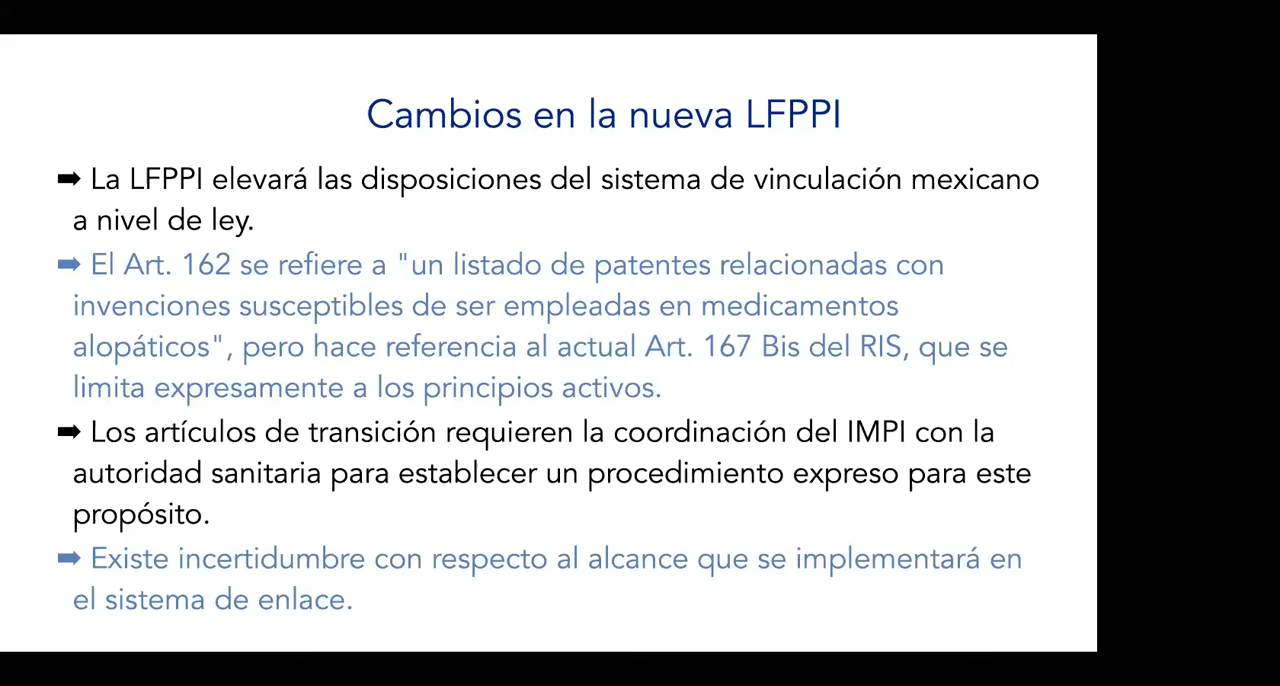 Cambios en la nueva LFPPI
➡ La LFPPI elevará las disposiciones del sistema de vinculación mexicano
a nivel de ley.
➡ El Art. 162 se refiere a "un listado de patentes relacionadas con
invenciones susceptibles de ser empleadas en medicamentos
alopáticos", pero hace referencia al actual Art. 167 Bis del RIS, que se
limita expresamente a los principios activos.
➡ Los artículos de transición requieren la coordinación del IMPI con la
autoridad sanitaria para establecer un procedimiento expreso para este
propósito.
➡ Existe incertidumbre con respecto al alcance que se implementará en
el sistema de enlace.